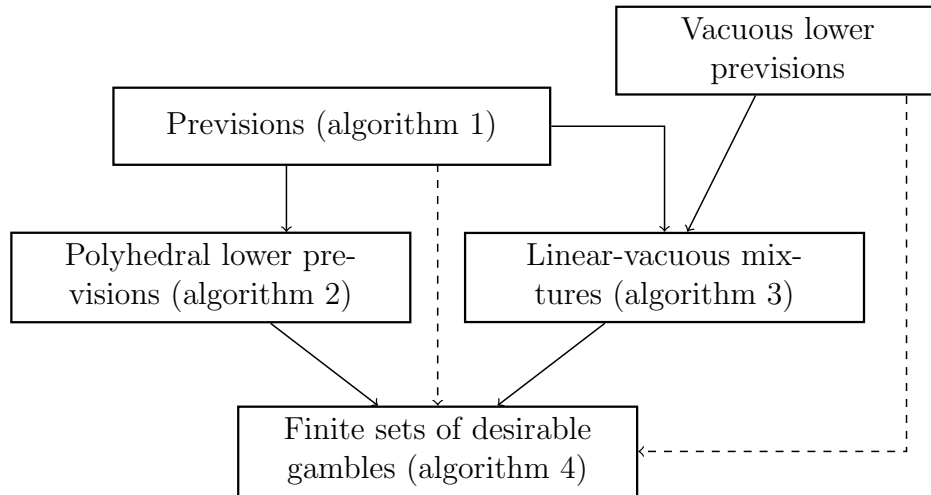 Vacuous lower
previsions
Previsions (algorithm 1)
Polyhedral lower pre-
visions (algorithm 2)
Linear-vacuous mix-
tures (algorithm 3)
Finite sets of desirable
gambles (algorithm 4)